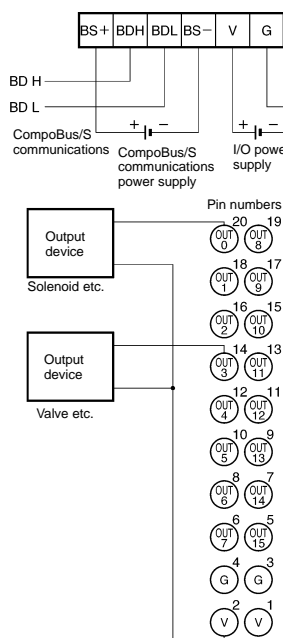 BS+ BDH BDL BS− V G
BD H
BD L
+ − + −
CompoBus/S
communications
CompoBus/S
communications
power supply
I/O powe
supply
Pin numbers
20 19
OUT 0 OUT 8
Output
device
Solenoid etc.
18 17
OUT 1 OUT 9
16 15
OUT 2 OUT 10
14 13
OUT 3 OUT 11
Output
device
Valve etc.
12 11
OUT 4 OUT 12
10 9
OUT 5 OUT 13
8 7
OUT 6 OUT 14
6 5
OUT 7 OUT 15
4 3
G G
2 1
V V